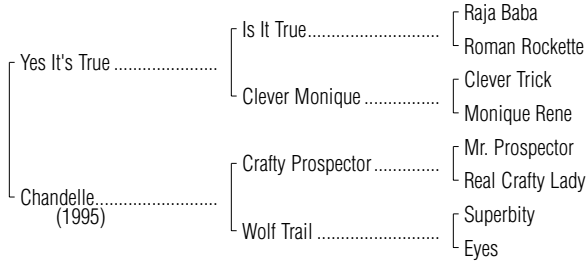 Raja Baba
Is It True
Roman Rockette
Yes It's True
Clever Trick
Clever Monique
Monique Rene
Mr. Prospector
Crafty Prospector
Real Crafty Lady
Chandelle
(1995)
Superbity
Wolf Trail
Eyes